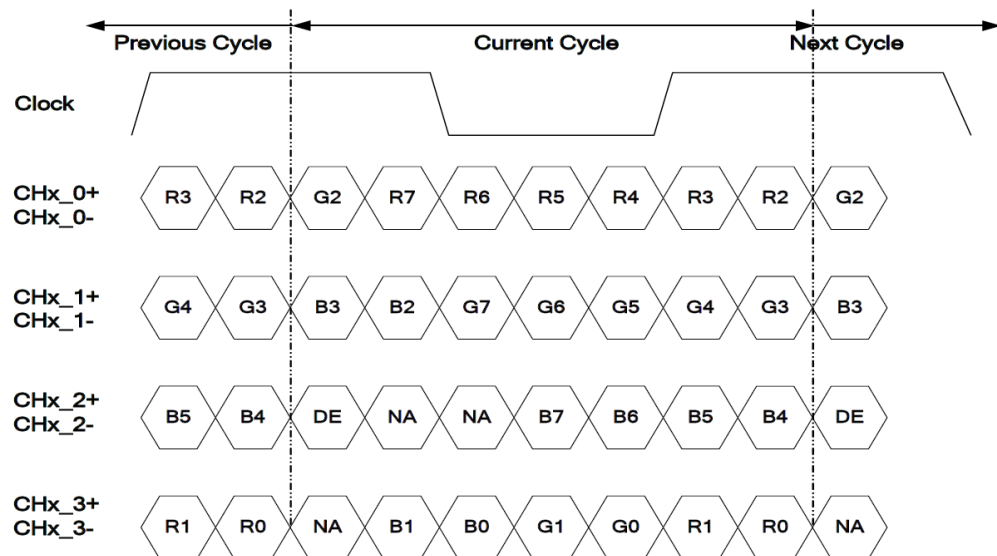 Previous Cycle Current Cycle Next Cycle
Clock
CHx_0+
CHx_0-
R3 R2 G2 R7 R6 R5 R4 R3 R2 G2
CHx_1+
CHx_1-
G4 G3 B3 B2 G7 G6 G5 G4 G3 B3
CHx_2+
CHx_2-
B5 B4 DE NA NA B7 B6 B5 B4 DE
CHx_3+
CHx_3-
R1 R0 NA B1 B0 G1 G0 R1 R0 NA